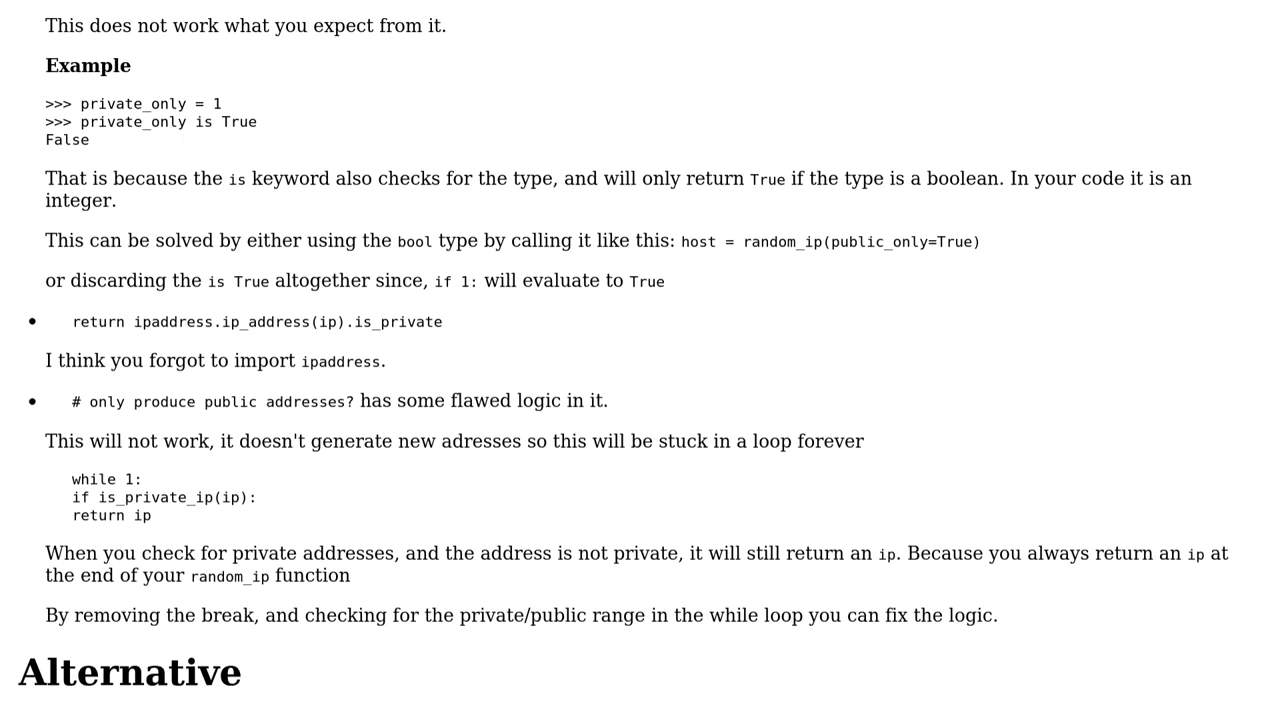 This does not work what you expect from it.
Example
>>> private_only = 1
>>> private_only is True
False
That is because the is keyword also checks for the type, and will only return True if the type is a boolean. In your code it is an
integer.
This can be solved by either using the bool type by calling it like this: host = random_ip(public_only=True)
or discarding the is True altogether since, if 1: will evaluate to True
• return ipaddress.ip_address(ip).is_private
I think you forgot to import ipaddress.
• # only produce public addresses? has some flawed logic in it.
This will not work, it doesn't generate new adresses so this will be stuck in a loop forever
while 1:
if is_private_ip(ip):
return ip
When you check for private addresses, and the address is not private, it will still return an ip. Because you always return an ip at
the end of your random_ip function
By removing the break, and checking for the private/public range in the while loop you can fix the logic.
Alternative